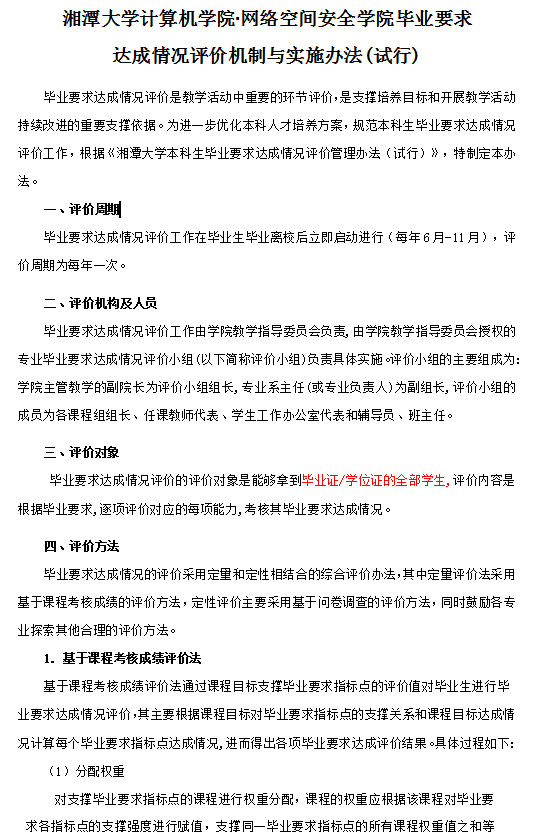 湘潭大学计算机学院·网络空间安全学院毕业要求
达成情况评价机制与实施办法(试行)
毕业要求达成情况评价是教学活动中重要的环节评价,是支撑培养目标和开展教学活动
持续改进的重要支撑依据。为进一步优化本科人才培养方案，规范本科生毕业要求达成情况
评价工作，根据《湘潭大学本科生毕业要求达成情况评价管理办法（试行）》，特制定本办
法。
一、评价周期
毕业要求达成情况评价工作在毕业生毕业离校后立即启动进行（每年6月-11月），评
价周期为每年一次。
二、评价机构及人员
毕业要求达成情况评价工作由学院教学指导委员会负责,由学院教学指导委员会授权的
专业毕业要求达成情况评价小组(以下简称评价小组)负责具体实施。评价小组的主要组成为:
学院主管教学的副院长为评价小组组长,专业系主任(或专业负责人)为副组长,评价小组的
成员为各课程组组长、任课教师代表、学生工作办公室代表和辅导员、班主任。
三、评价对象
毕业要求达成情况评价的评价对象是能够拿到毕业证/学位证的全部学生,评价内容是
根据毕业要求,逐项评价对应的每项能力,考核其毕业要求达成情况。
四、评价方法
毕业要求达成情况的评价采用定量和定性相结合的综合评价办法,其中定量评价法采用
基于课程考核成绩的评价方法，定性评价主要采用基于问卷调查的评价方法，同时鼓励各专
业探索其他合理的评价方法。
1. 基于课程考核成绩评价法
基于课程考核成绩评价法通过课程目标支撑毕业要求指标点的评价值对毕业生进行毕
业要求达成情况评价,其主要根据课程目标对毕业要求指标点的支撑关系和课程目标达成情
况计算每个毕业要求指标点达成情况,进而得出各项毕业要求达成评价结果。具体过程如下：
（1）分配权重
对支撑毕业要求指标点的课程进行权重分配，课程的权重应根据该课程对毕业要
求各指标点的支撑强度进行赋值，支撑同一毕业要求指标点的所有课程权重值之和等